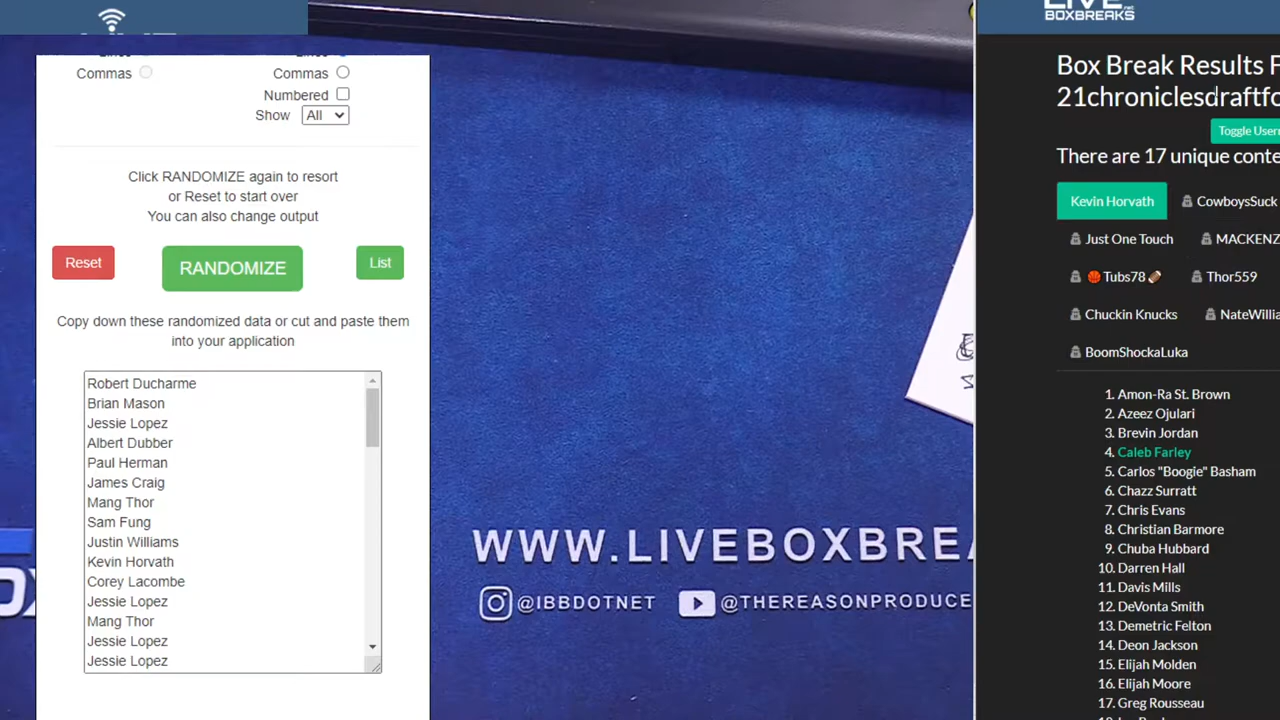 Lines
Commas
Commas
Numbered
Show All
Click RANDOMIZE again to resort
or Reset to start over
You can also change output
Reset
RANDOMIZE
List
Copy down these randomized data or cut and paste them
into your application
Robert Ducharme
Brian Mason
Jessie Lopez
Albert Dubber
Paul Herman
James Craig
Mang Thor
Sam Fung
Justin Williams
Kevin Horvath
Corey Lacombe
Jessie Lopez
Mang Thor
Jessie Lopez
Jessie Lopez
WWW.LIVEBOXBREA
@IBBDOTNET
@THEREASONPRODUCE
LIVE.net
BOXBREAKS
Box Break Results F
21chroniclesdraftfo
Toggle Usern
There are 17 unique conte
Kevin Horvath
CowboysSuck
Just One Touch
MACKENZ
🏀Tubs78🏈
Thor559
Chuckin Knucks
NateWillia
BoomShockaLuka
1. Amon-Ra St. Brown
2. Azeez Ojulari
3. Brevin Jordan
4. Caleb Farley
5. Carlos "Boogie" Basham
6. Chazz Surratt
7. Chris Evans
8. Christian Barmore
9. Chuba Hubbard
10. Darren Hall
11. Davis Mills
12. DeVonta Smith
13. Demetric Felton
14. Deon Jackson
15. Elijah Molden
16. Elijah Moore
17. Greg Rousseau